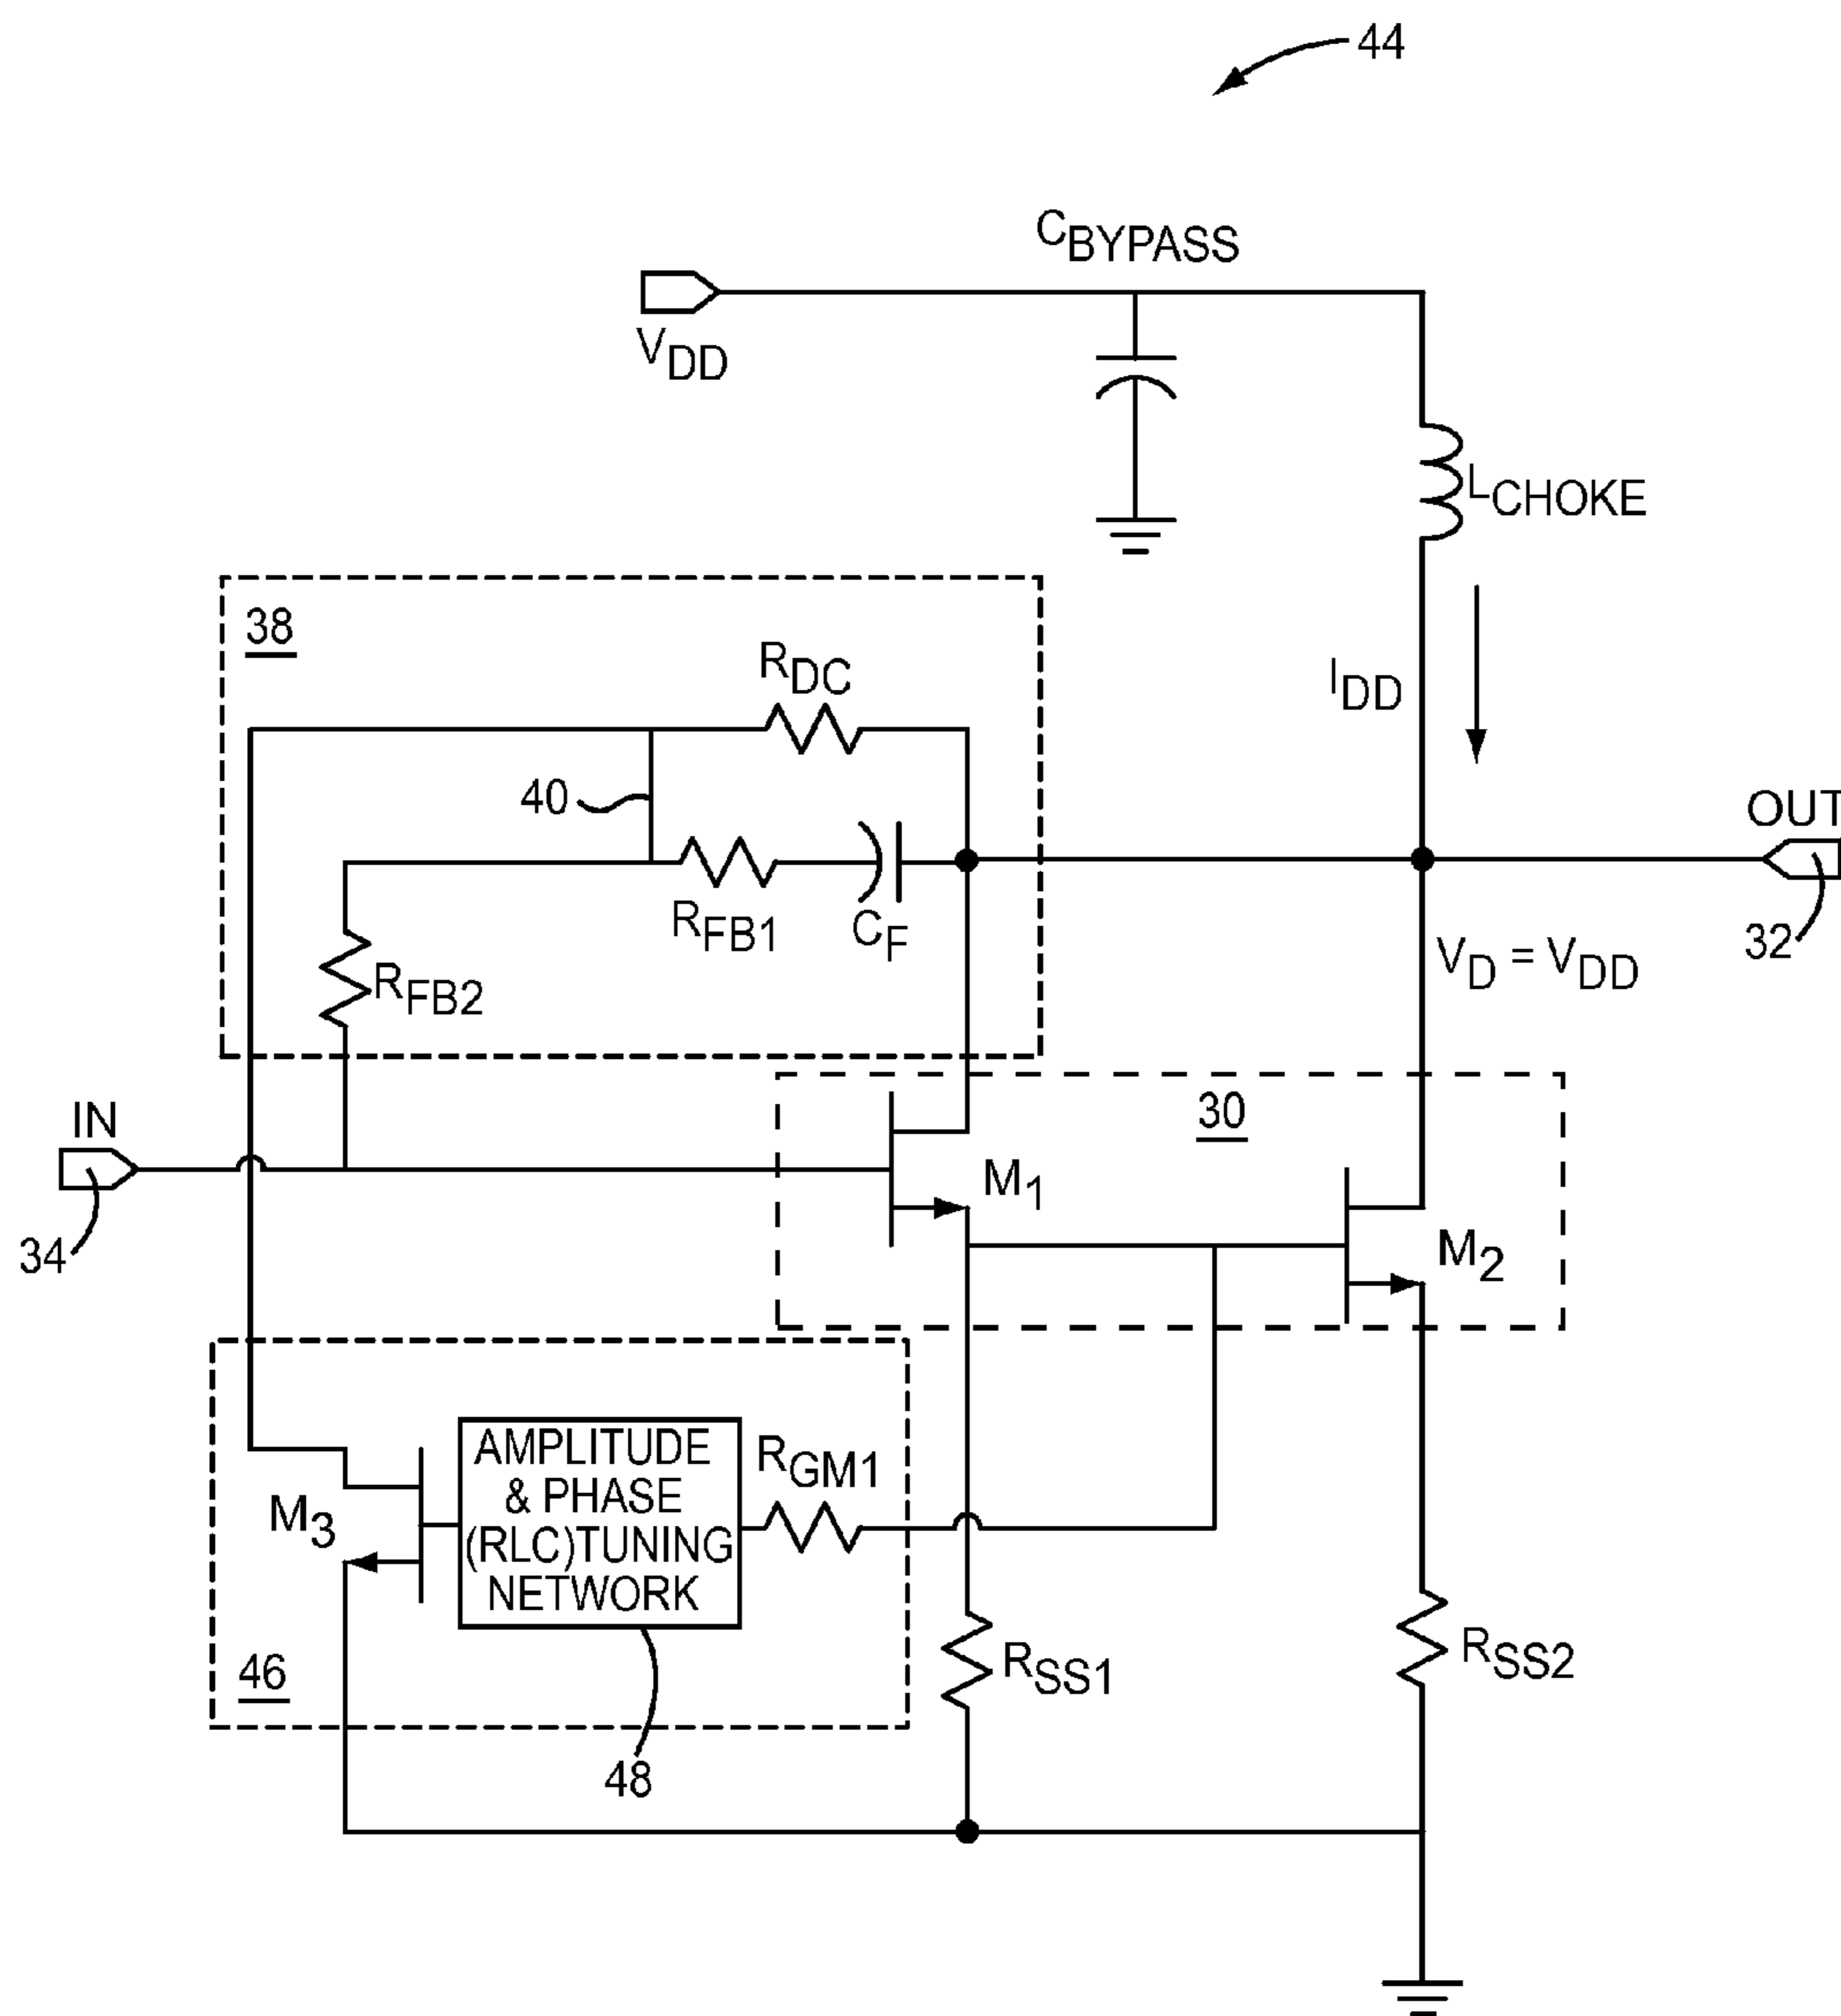 44
CBYPASS
VDD
LCHOKE
38
RDC
IDD
40
OUT
RFB1
CF
32
VD = VDD
RFB2
IN
30
M1
34
M2
AMPLITUDE
& PHASE
(RLC)TUNING
NETWORK
RGM1
M3
46
RSS1
RSS2
48